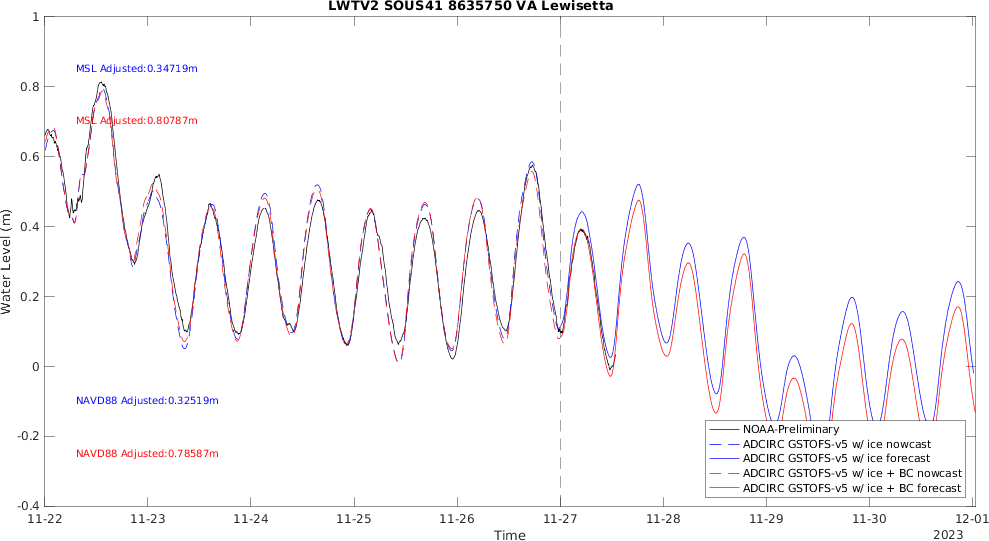 LWTV2 SOUS41 8635750 VA Lewisetta
1
0.8
0.6
0.4
0.2
0
-0.2
-0.4
Water Level (m)
MSL Adjusted:0.34719m
MSL Adjusted:0.80787m
NAVD88 Adjusted:0.32519m
NAVD88 Adjusted:0.78587m
NOAA-Preliminary
ADCIRC GSTOFS-v5 w/ ice nowcast
ADCIRC GSTOFS-v5 w/ ice forecast
ADCIRC GSTOFS-v5 w/ ice + BC nowcast
ADCIRC GSTOFS-v5 w/ ice + BC forecast
11-22 11-23 11-24 11-25 11-26 11-27 11-28 11-29 11-30 12-01
Time
2023